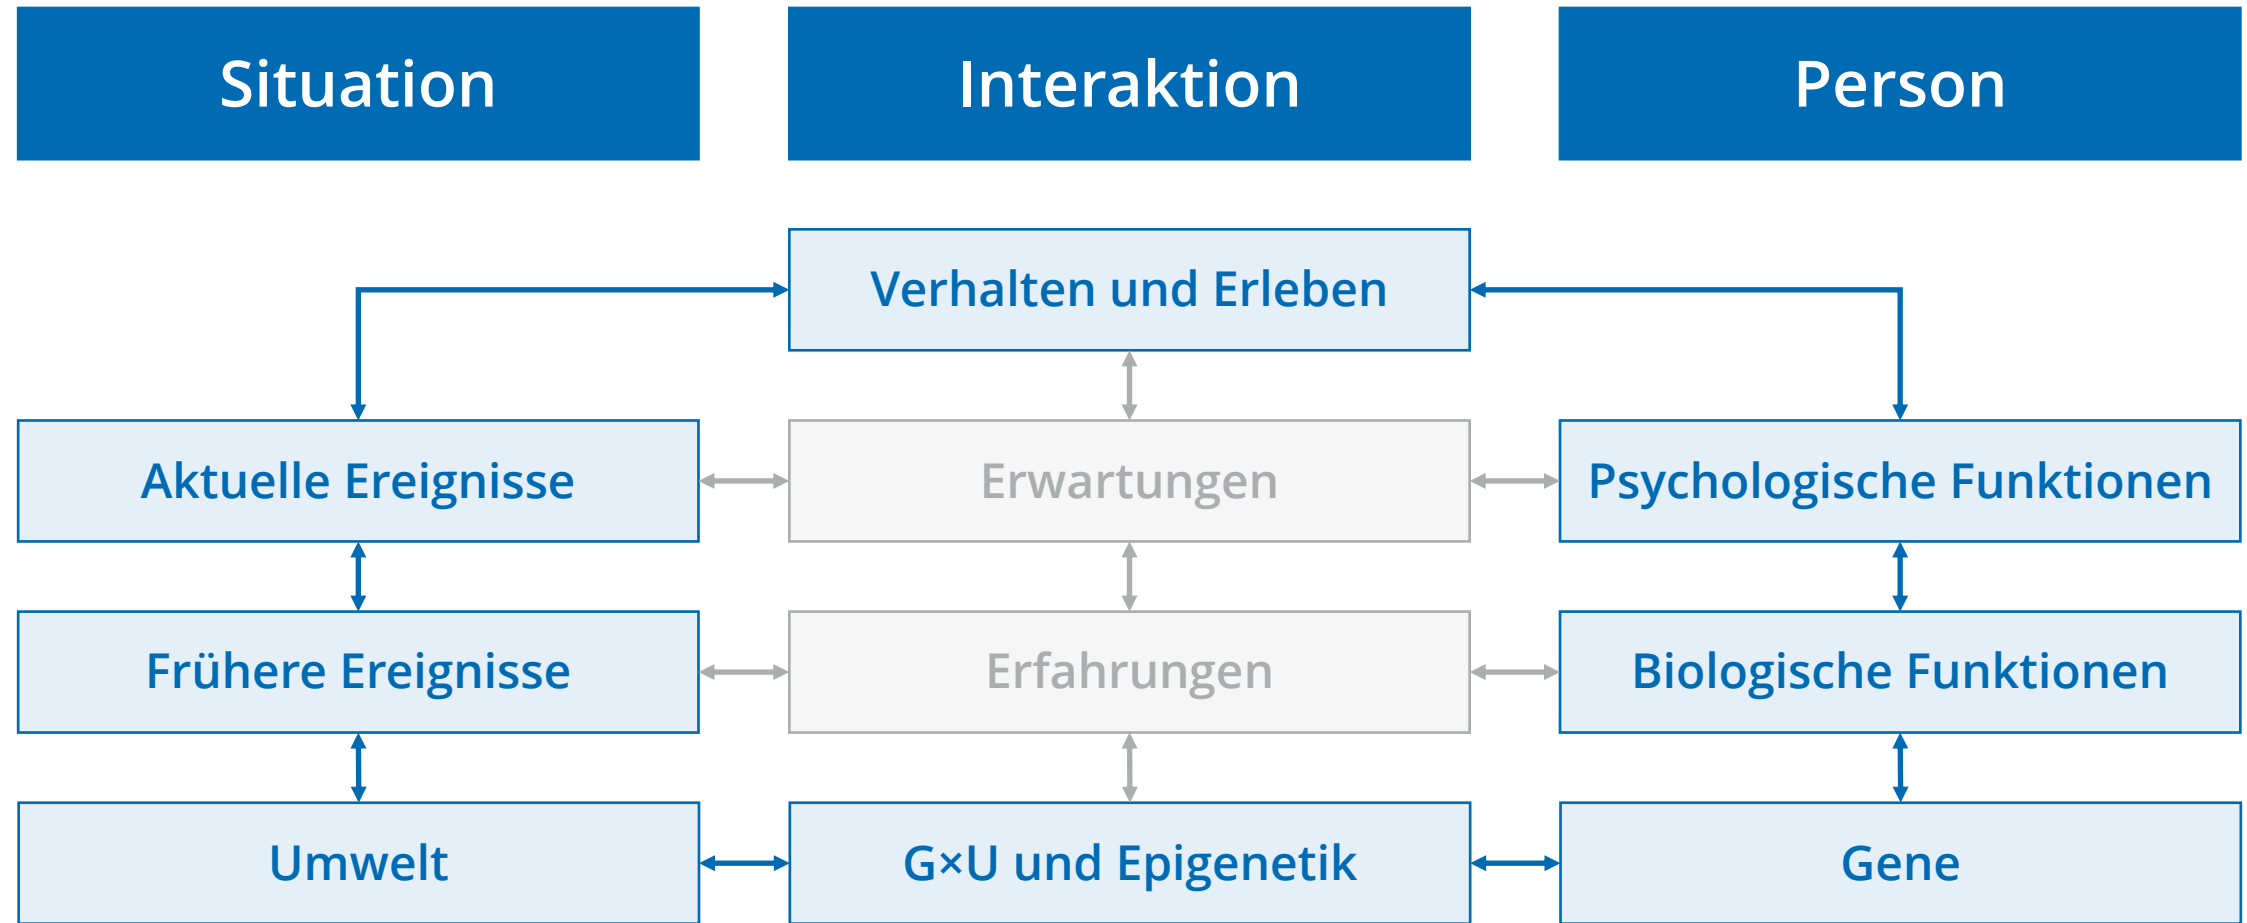 Situation
Interaktion
Person
Verhalten und Erleben
Aktuelle Ereignisse
Erwartungen
Psychologische Funktionen
Frühere Ereignisse
Erfahrungen
Biologische Funktionen
Umwelt
G×U und Epigenetik
Gene